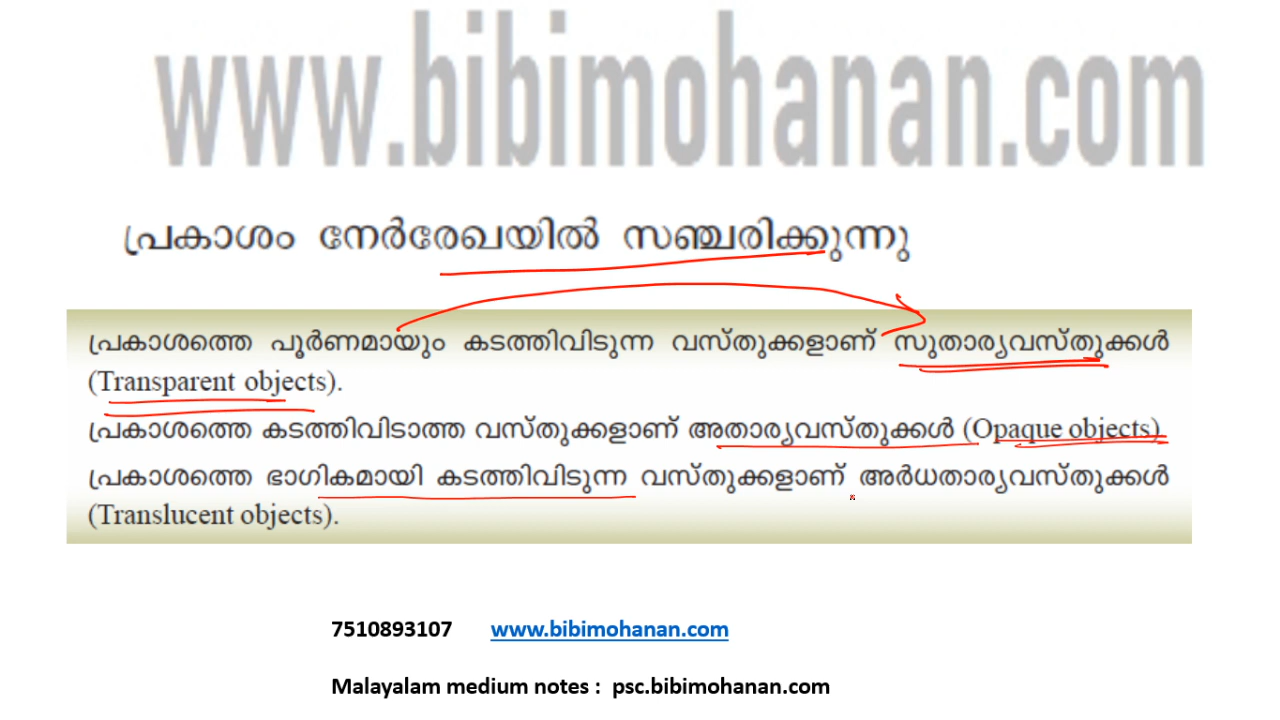 www.bibimohanan.com
പ്രകാശം നേർരേഖയിൽ സഞ്ചരിക്കുന്നു
പ്രകാശത്തെ പൂർണമായും കടത്തിവിടുന്ന വസ്തുക്കളാണ് സുതാര്യവസ്തുക്കൾ
(Transparent objects).
പ്രകാശത്തെ കടത്തിവിടാത്ത വസ്തുക്കളാണ് അതാര്യവസ്തുക്കൾ (Opaque objects).
പ്രകാശത്തെ ഭാഗികമായി കടത്തിവിടുന്ന വസ്തുക്കളാണ് അർധതാര്യവസ്തുക്കൾ
(Translucent objects).
7510893107 www.bibimohanan.com
Malayalam medium notes : psc.bibimohanan.com